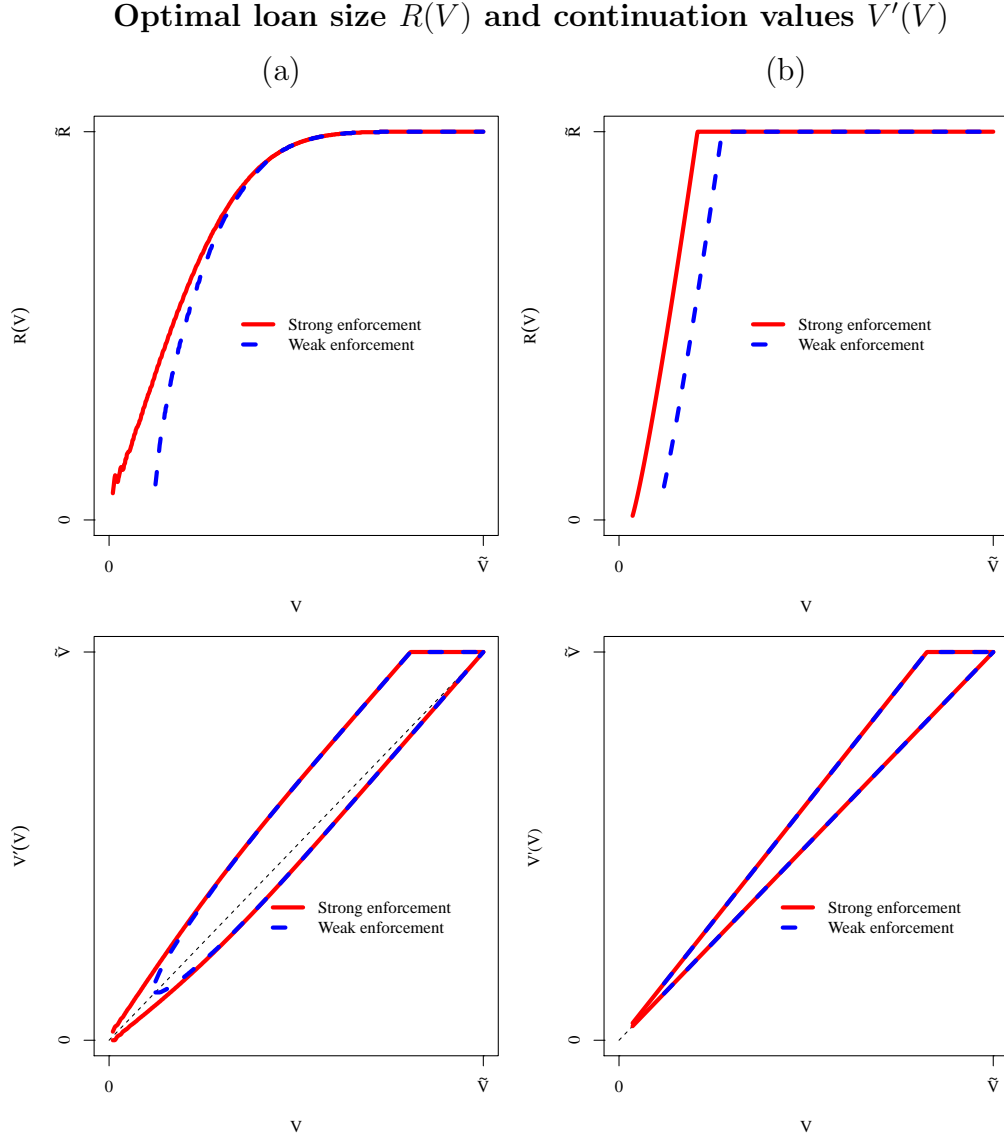 Optimal loan size R(V) and continuation values V′(V)
(a)
(b)
R̃
R(V)
0
Strong enforcement
Weak enforcement
0
Ṽ
V
R̃
R(V)
0
Strong enforcement
Weak enforcement
0
Ṽ
V
Ṽ
V'(V)
0
Strong enforcement
Weak enforcement
0
Ṽ
V
Ṽ
V'(V)
0
Strong enforcement
Weak enforcement
0
Ṽ
V